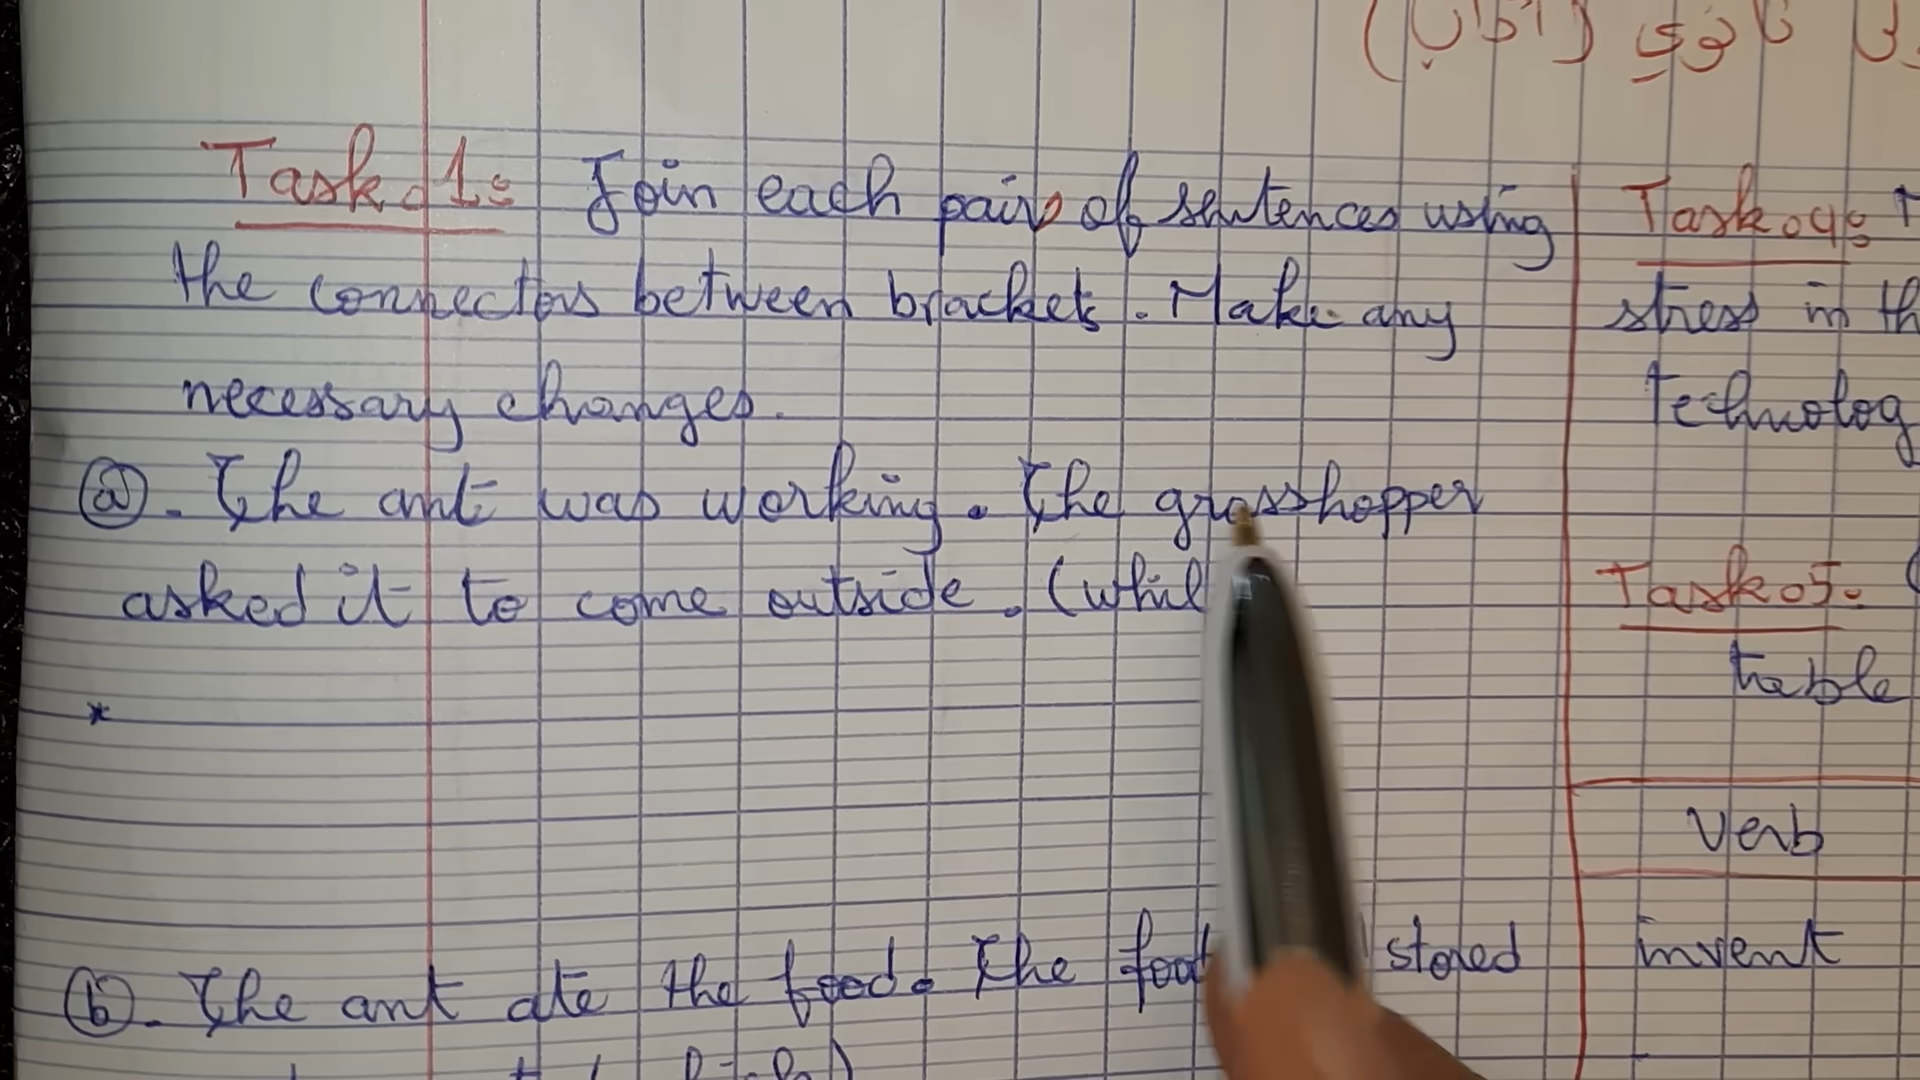 Task 1: Join each pairs of sentences using
the connectors between brackets. Make any
necessary changes.
ⓐ. The ant was working. The grasshopper
asked it to come outside. (whil
*
ⓑ. The ant ate the food. The stored
Task 04:
stress in th
technolog
Task 05:
table
Verb
invent